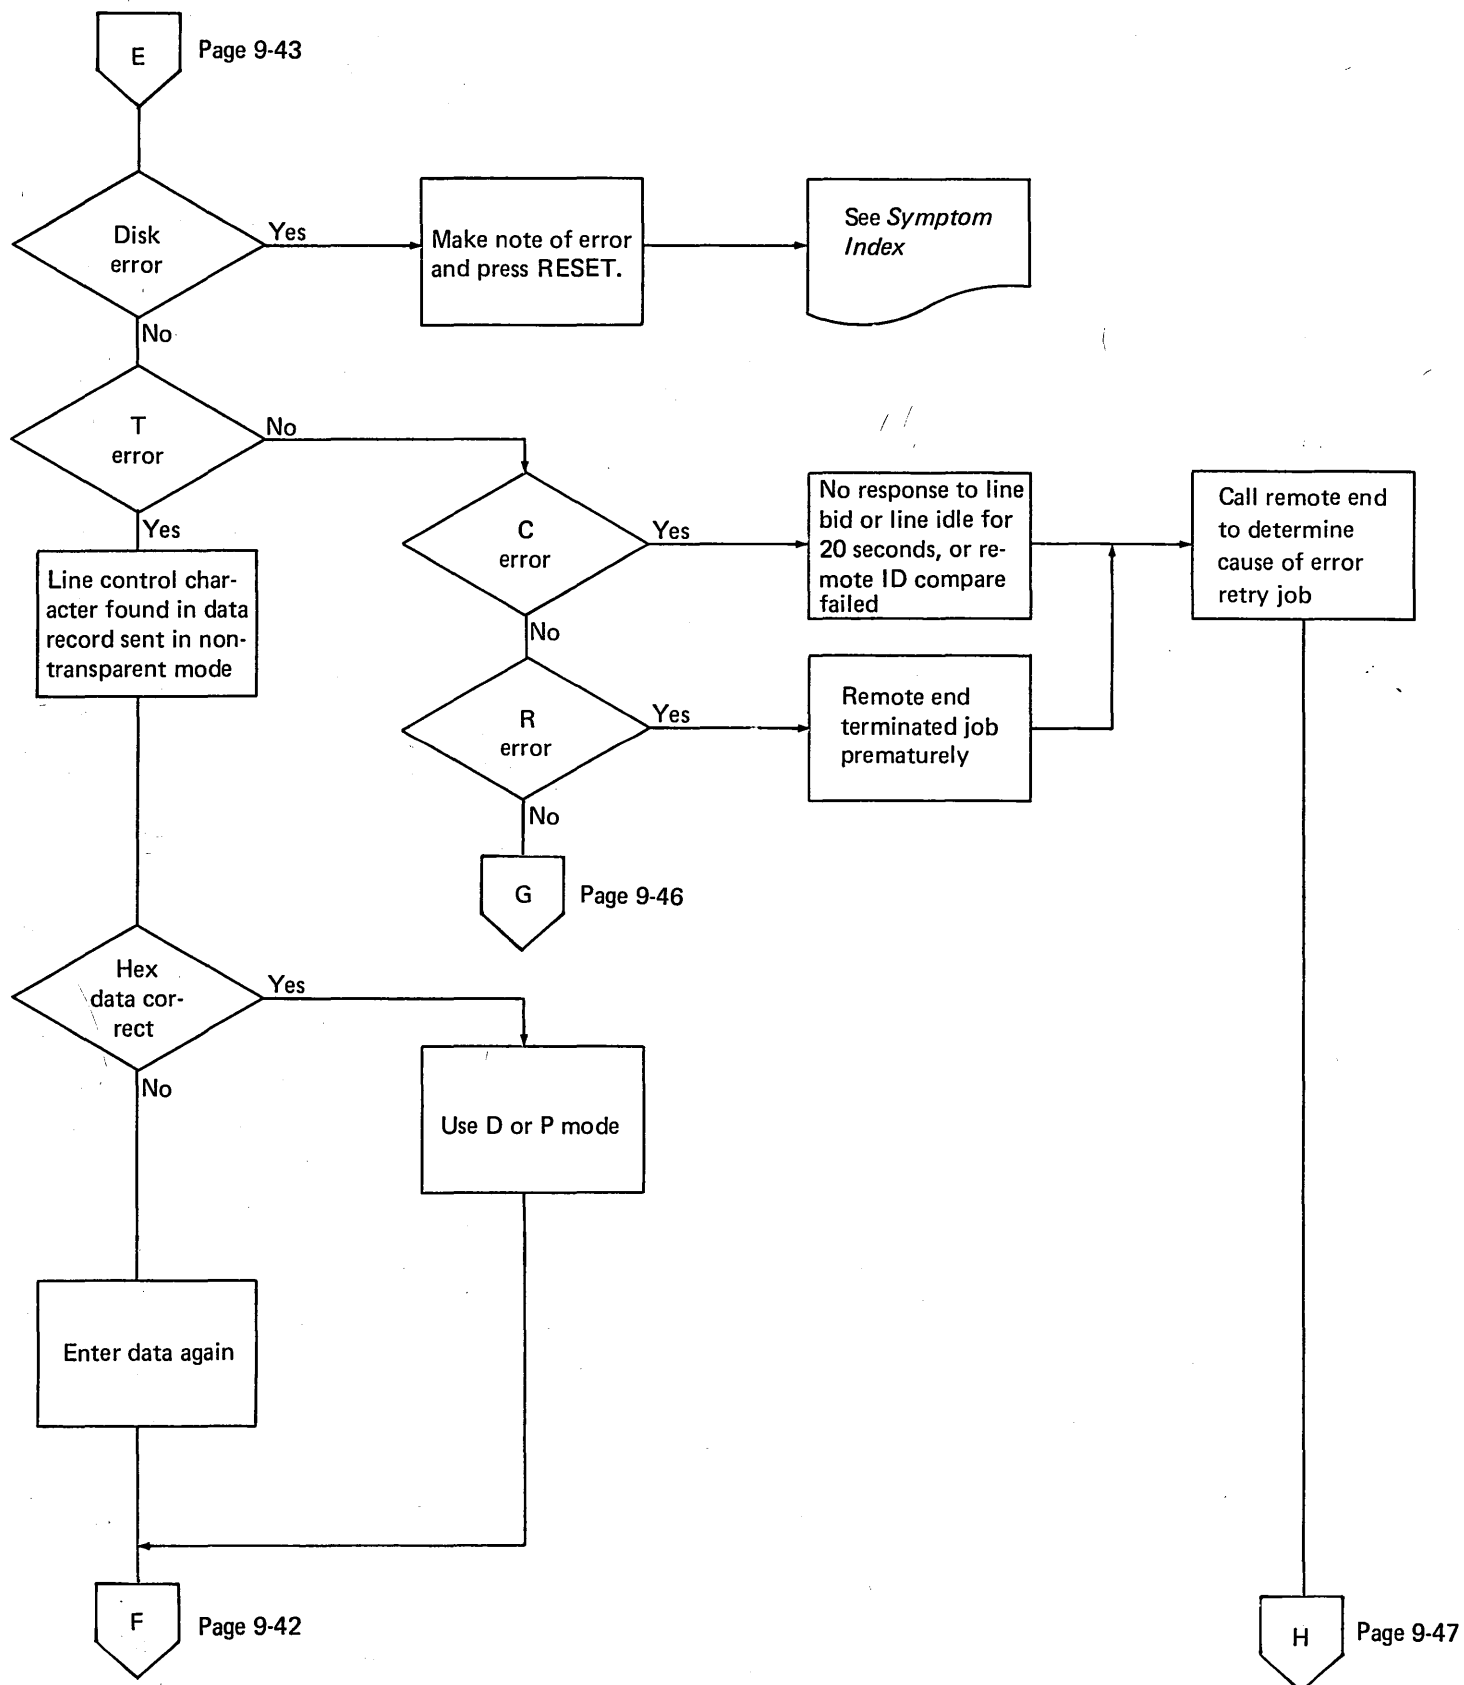 E
Page 9-43
Disk
error
Yes
Make note of error
and press RESET.
See Symptom
Index
No
T
error
No
Yes
Line control char-
acter found in data
record sent in non-
transparent mode
C
error
Yes
No response to line
bid or line idle for
20 seconds, or re-
mote ID compare
failed
Call remote end
to determine
cause of error
retry job
No
R
error
Yes
Remote end
terminated job
prematurely
No
G
Page 9-46
Hex
data cor-
rect
Yes
No
Use D or P mode
Enter data again
F
Page 9-42
H
Page 9-47